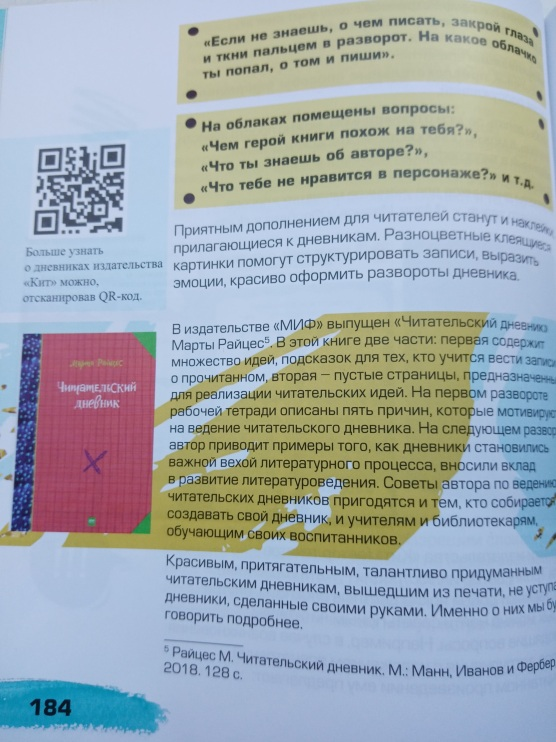 «Если не знаешь, о чем писать, закрой глаза
и ткни пальцем в разворот. На какое облачко
ты попал, о том и пиши».
На облаках помещены вопросы:
«Чем герой книги похож на тебя?»,
«Что ты знаешь об авторе?»,
«Что тебе не нравится в персонаже?» и т.д.
Больше узнать
о дневниках издательства
«Кит» можно,
отсканировав QR-код.
Приятным дополнением для читателей станут и наклейки,
прилагающиеся к дневникам. Разноцветные клеящиеся
картинки помогут структурировать записи, выразить
эмоции, красиво оформить развороты дневника.
Марта Райцес
Читательский
дневник
В издательстве «МИФ» выпущен «Читательский дневник»
Марты Райцес⁵. В этой книге две части: первая содержит
множество идей, подсказок для тех, кто учится вести записи
о прочитанном, вторая – пустые страницы, предназначенные
для реализации читательских идей. На первом развороте
рабочей тетради описаны пять причин, которые мотивируют
на ведение читательского дневника. На следующем развор
автор приводит примеры того, как дневники становились
важной вехой литературного процесса, вносили вклад
в развитие литературоведения. Советы автора по ведению
читательских дневников пригодятся и тем, кто собирается
создавать свой дневник, и учителям и библиотекарям,
обучающим своих воспитанников.
Красивым, притягательным, талантливо придуманным
читательским дневникам, вышедшим из печати, не уступа
дневники, сделанные своими руками. Именно о них мы бу
говорить подробнее.
⁵ Райцес М. Читательский дневник. М.: Манн, Иванов и Фербер
2018. 128 с.
184